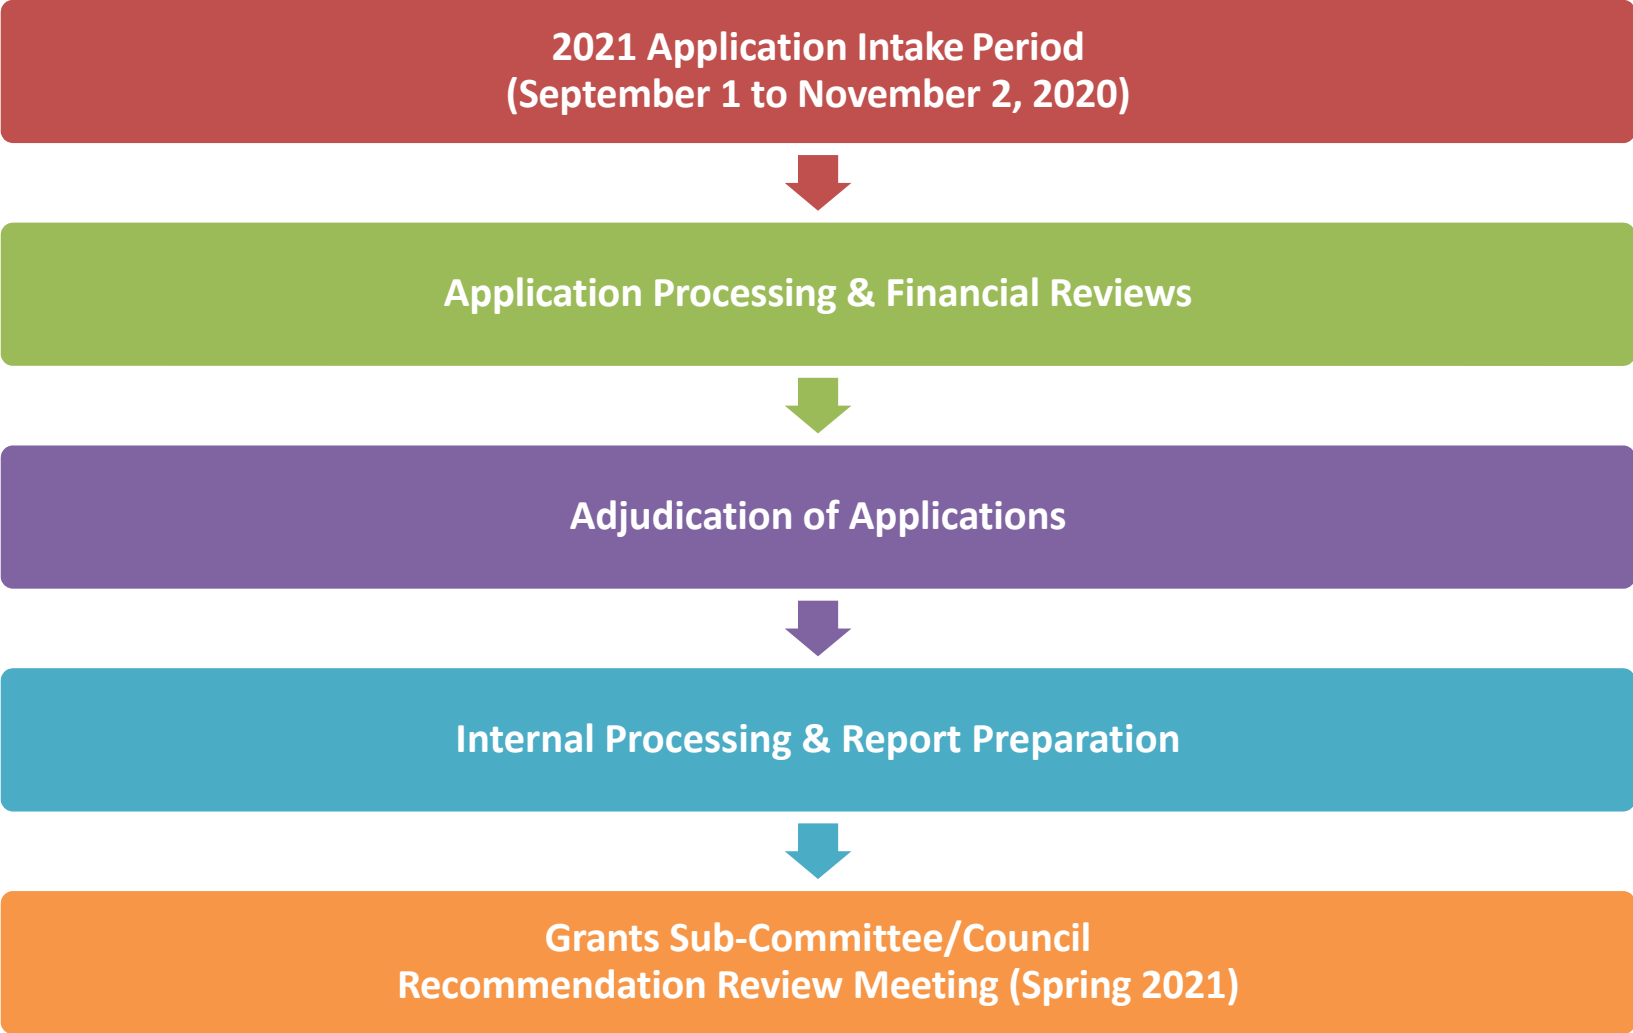 2021 Application Intake Period
(September 1 to November 2, 2020)
Application Processing & Financial Reviews
Adjudication of Applications
Internal Processing & Report Preparation
Grants Sub-Committee/Council
Recommendation Review Meeting (Spring 2021)